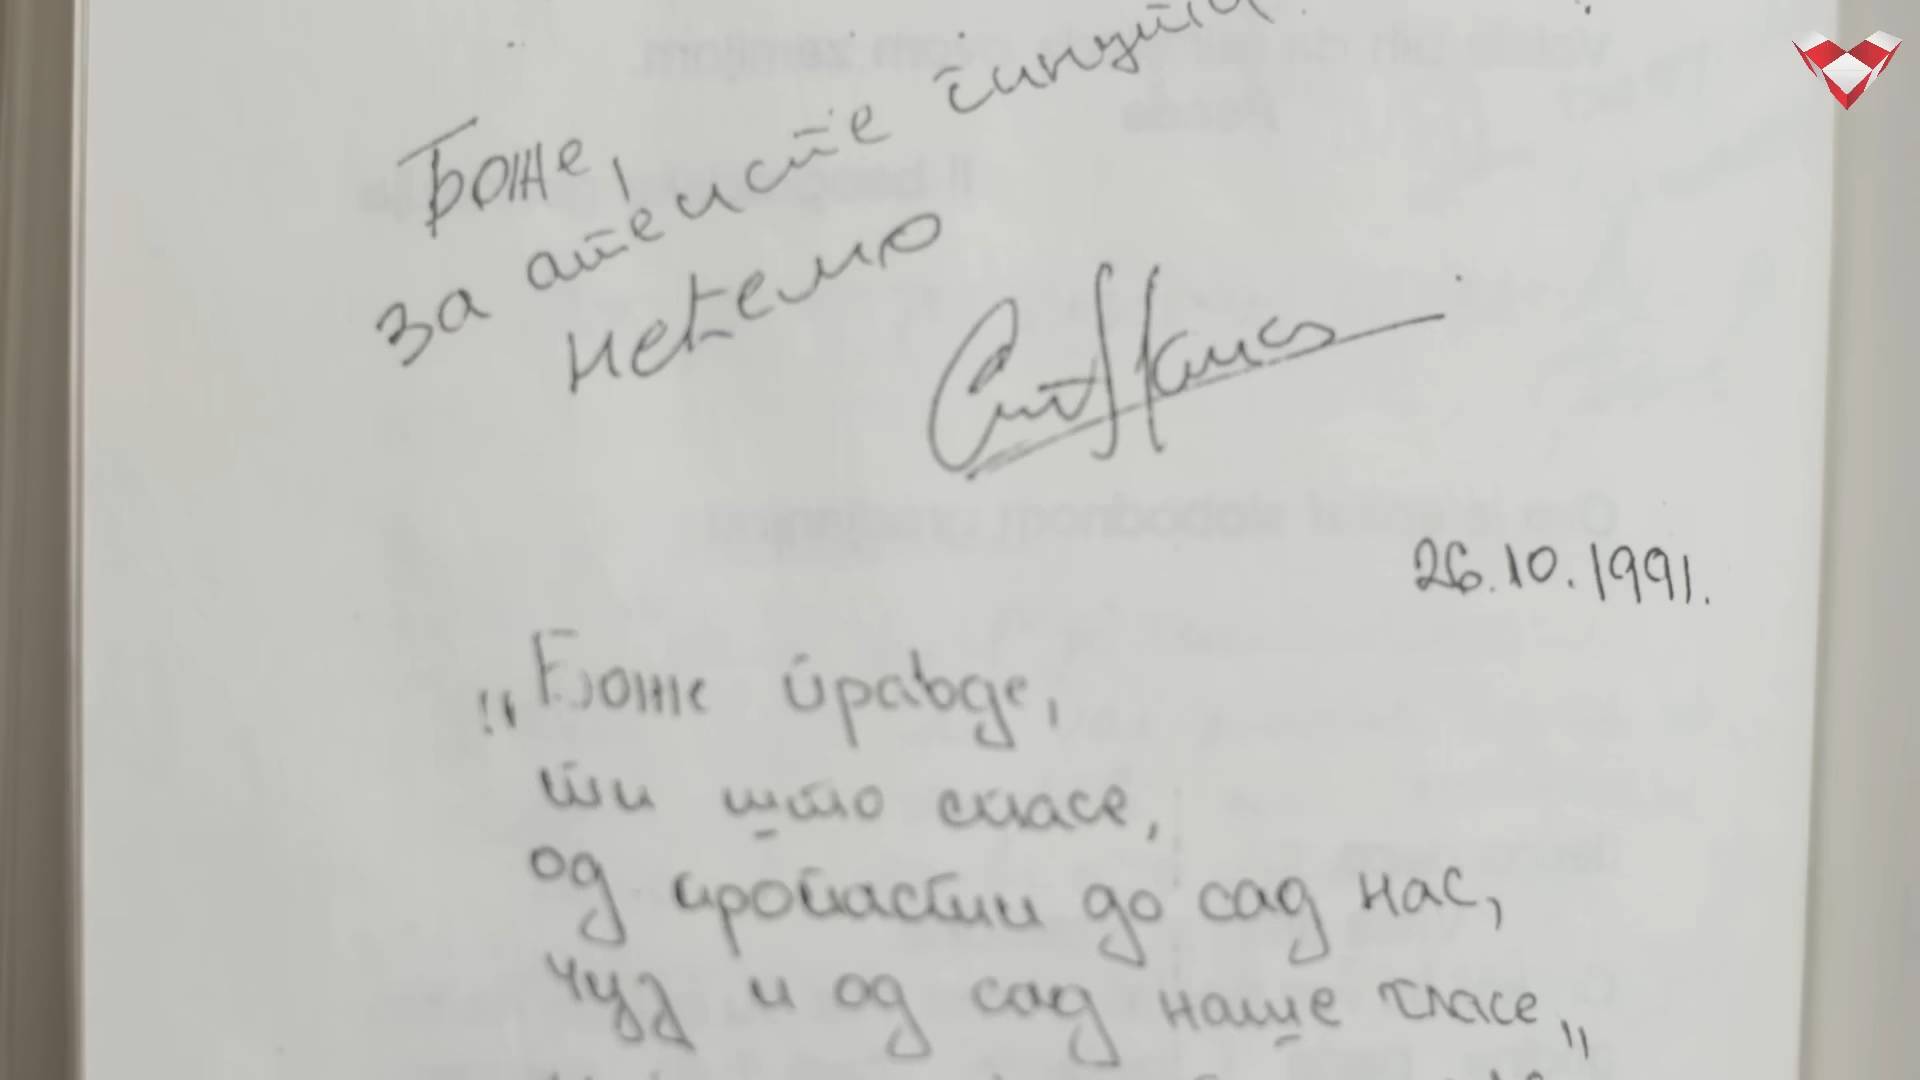 Боже,
за атеисте гинути
нећемо
26.10.1991.
„Боже правде,
ти што спасе,
од пропасти до сад нас,
чуј и од сад наше гласе„